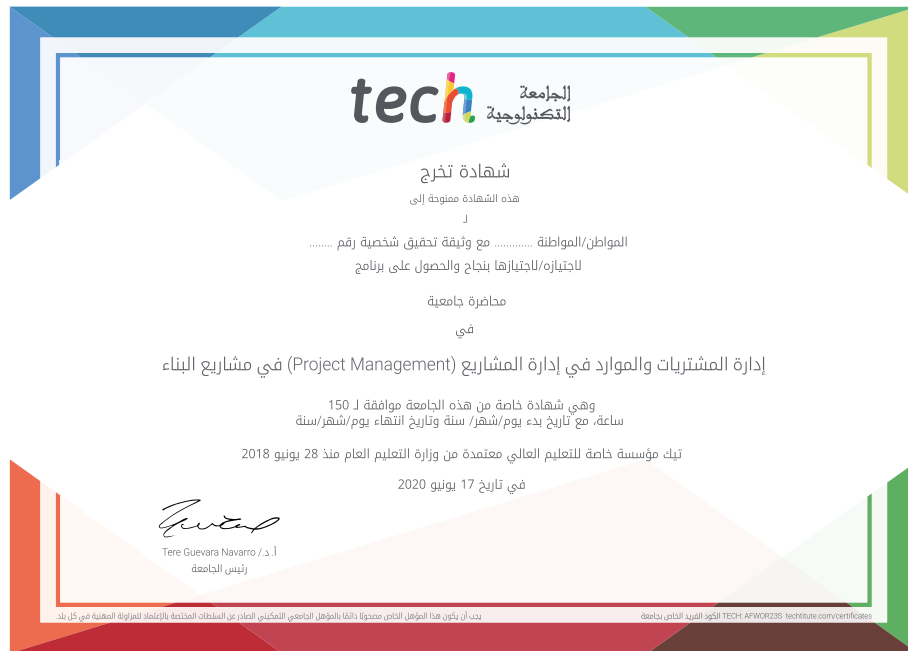 tech الجامعة
التكنولوجية
شهادة تخرج
هذه الشهادة ممنوحة إلى
لـ
المواطن/المواطنة ............. مع وثيقة تحقيق شخصية رقم ........
لاجتيازه/لاجتيازها بنجاح والحصول على برنامج
محاضرة جامعية
في
إدارة المشتريات والموارد في إدارة المشاريع (Project Management) في مشاريع البناء
وهي شهادة خاصة من هذه الجامعة موافقة لـ 150
ساعة، مع تاريخ بدء يوم/شهر/ سنة وتاريخ انتهاء يوم/شهر/سنة
تيك مؤسسة خاصة للتعليم العالي معتمدة من وزارة التعليم العام منذ 28 يونيو 2018
في تاريخ 17 يونيو 2020
أ. د./ Tere Guevara Navarro
رئيس الجامعة
يجب أن يكون هذا المؤهل الخاص مصحوبًا دائمًا بالمؤهل الجامعي التمكيني الصادر عن السلطات المختصة بالإعتماد للمزاولة المهنية في كل بلد.
الكود الفريد الخاص بجامعة TECH: AFWOR23S techtitute.com/certificates